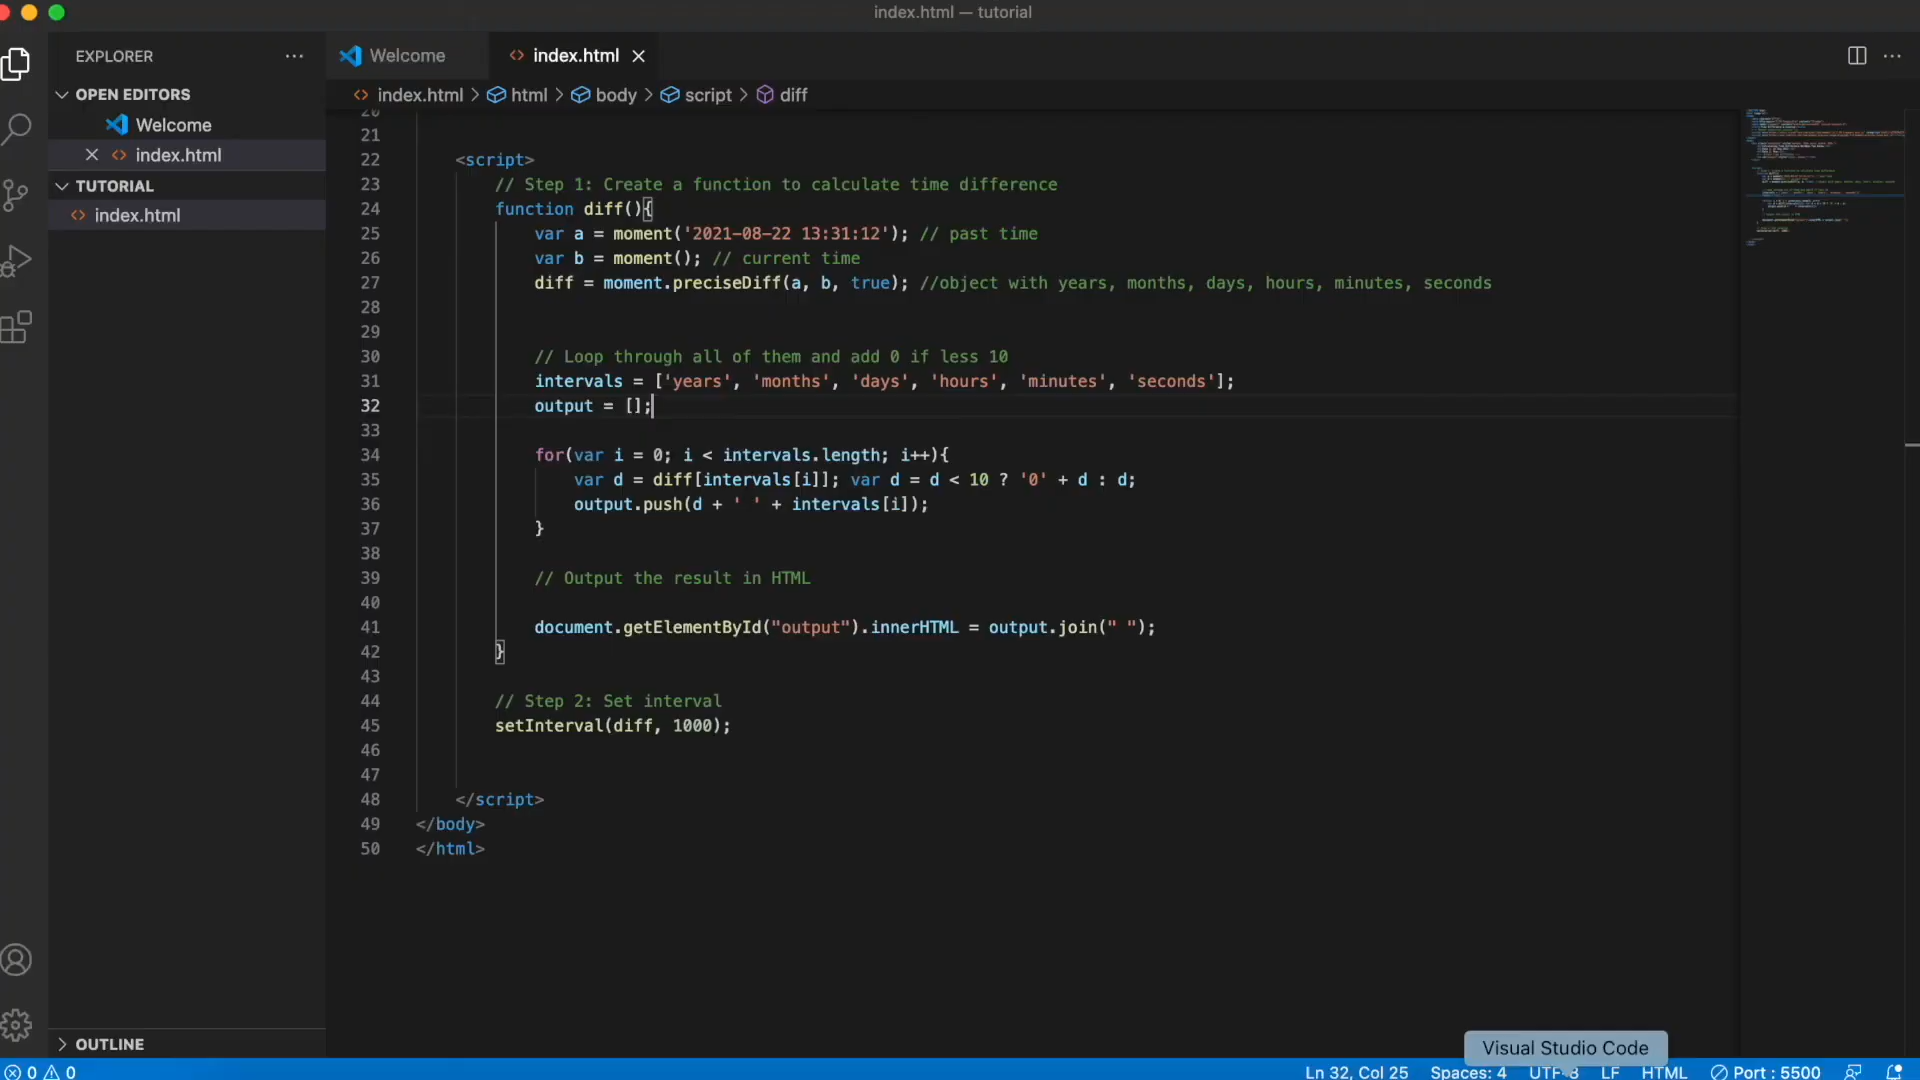 index.html — tutorial
EXPLORER
Welcome
index.html
OPEN EDITORS
Welcome
index.html
TUTORIAL
index.html
OUTLINE
index.html > html > body > script > diff
20
21
22 <script>
23 // Step 1: Create a function to calculate time difference
24 function diff(){
25 var a = moment('2021-08-22 13:31:12'); // past time
26 var b = moment(); // current time
27 diff = moment.preciseDiff(a, b, true); //object with years, months, days, hours, minutes, seconds
28
29
30 // Loop through all of them and add 0 if less 10
31 intervals = ['years', 'months', 'days', 'hours', 'minutes', 'seconds'];
32 output = [];
33
34 for(var i = 0; i < intervals.length; i++){
35 var d = diff[intervals[i]]; var d = d < 10 ? '0' + d : d;
36 output.push(d + ' ' + intervals[i]);
37 }
38
39 // Output the result in HTML
40
41 document.getElementById("output").innerHTML = output.join(" ");
42 }
43
44 // Step 2: Set interval
45 setInterval(diff, 1000);
46
47
48 </script>
49 </body>
50 </html>
Visual Studio Code
0 0
Ln 32, Col 25
Spaces: 4
UTF-8
LF
HTML
Port : 5500